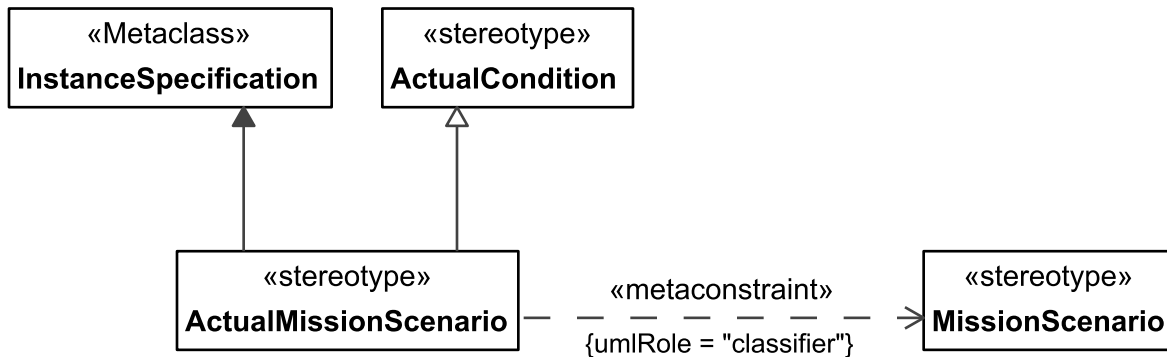 «Metaclass»
InstanceSpecification
«stereotype»
ActualCondition
«stereotype»
ActualMissionScenario
«metaconstraint»
{umlRole = "classifier"}
«stereotype»
MissionScenario